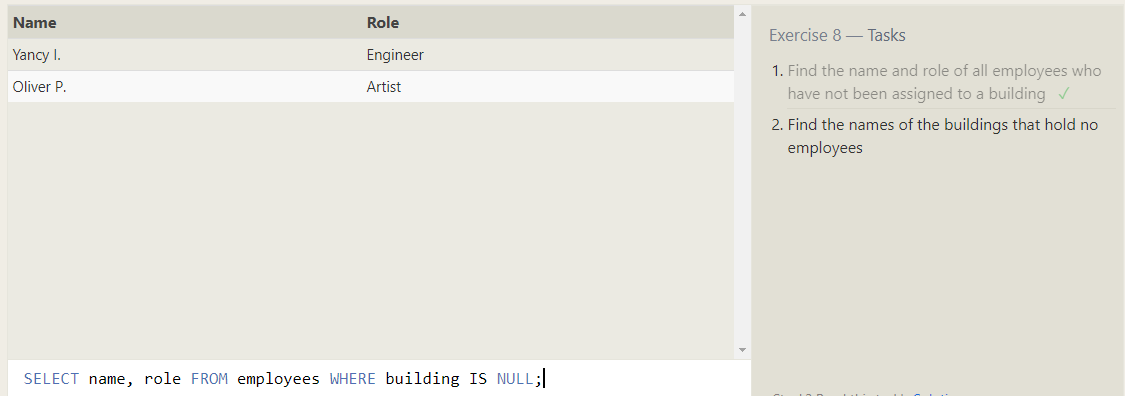 Name Role
Yancy I. Engineer
Oliver P. Artist
SELECT name, role FROM employees WHERE building IS NULL;
Exercise 8 — Tasks
1. Find the name and role of all employees who
have not been assigned to a building ✓
2. Find the names of the buildings that hold no
employees